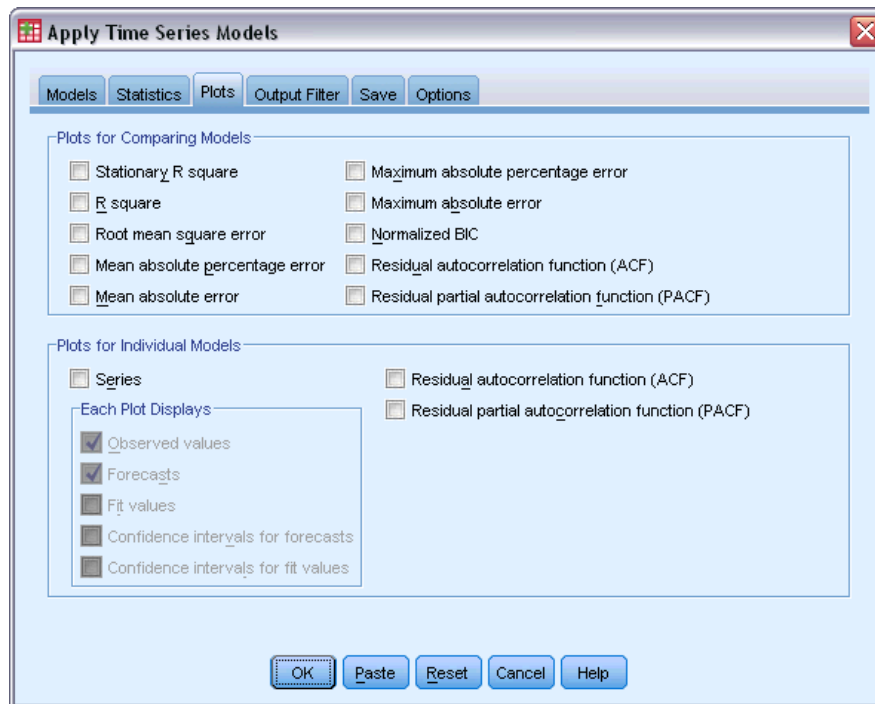 Apply Time Series Models
Models Statistics Plots Output Filter Save Options
Plots for Comparing Models
Stationary R square
R square
Root mean square error
Mean absolute percentage error
Mean absolute error
Maximum absolute percentage error
Maximum absolute error
Normalized BIC
Residual autocorrelation function (ACF)
Residual partial autocorrelation function (PACF)
Plots for Individual Models
Series
Each Plot Displays
Observed values
Forecasts
Fit values
Confidence intervals for forecasts
Confidence intervals for fit values
Residual autocorrelation function (ACF)
Residual partial autocorrelation function (PACF)
OK Paste Reset Cancel Help